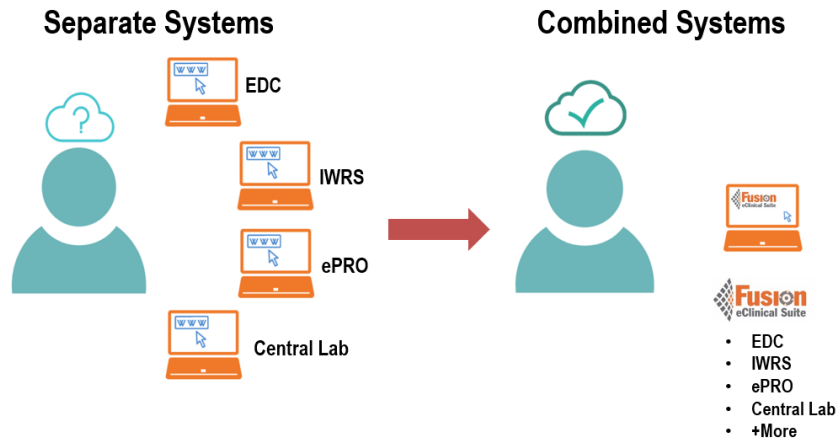 Separate Systems
Combined Systems
?
WWW
EDC
WWW
IWRS
WWW
ePRO
WWW
Central Lab
Fusion
eClinical Suite
Fusion
eClinical Suite
• EDC
• IWRS
• ePRO
• Central Lab
• +More